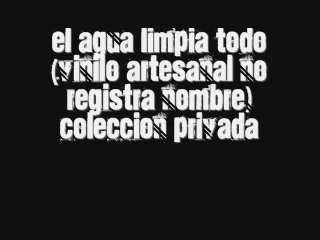 el agua limpia todo
(vinilo artesanal no
registra nombre)
coleccion privada